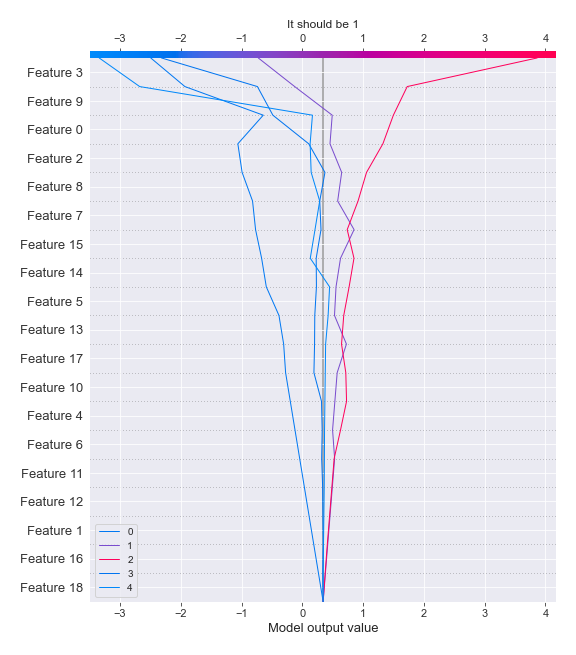 It should be 1
−3 −2 −1 0 1 2 3 4
Feature 3
Feature 9
Feature 0
Feature 2
Feature 8
Feature 7
Feature 15
Feature 14
Feature 5
Feature 13
Feature 17
Feature 10
Feature 4
Feature 6
Feature 11
Feature 12
Feature 1
Feature 16
Feature 18
0
1
2
3
4
−3 −2 −1 0 1 2 3 4
Model output value